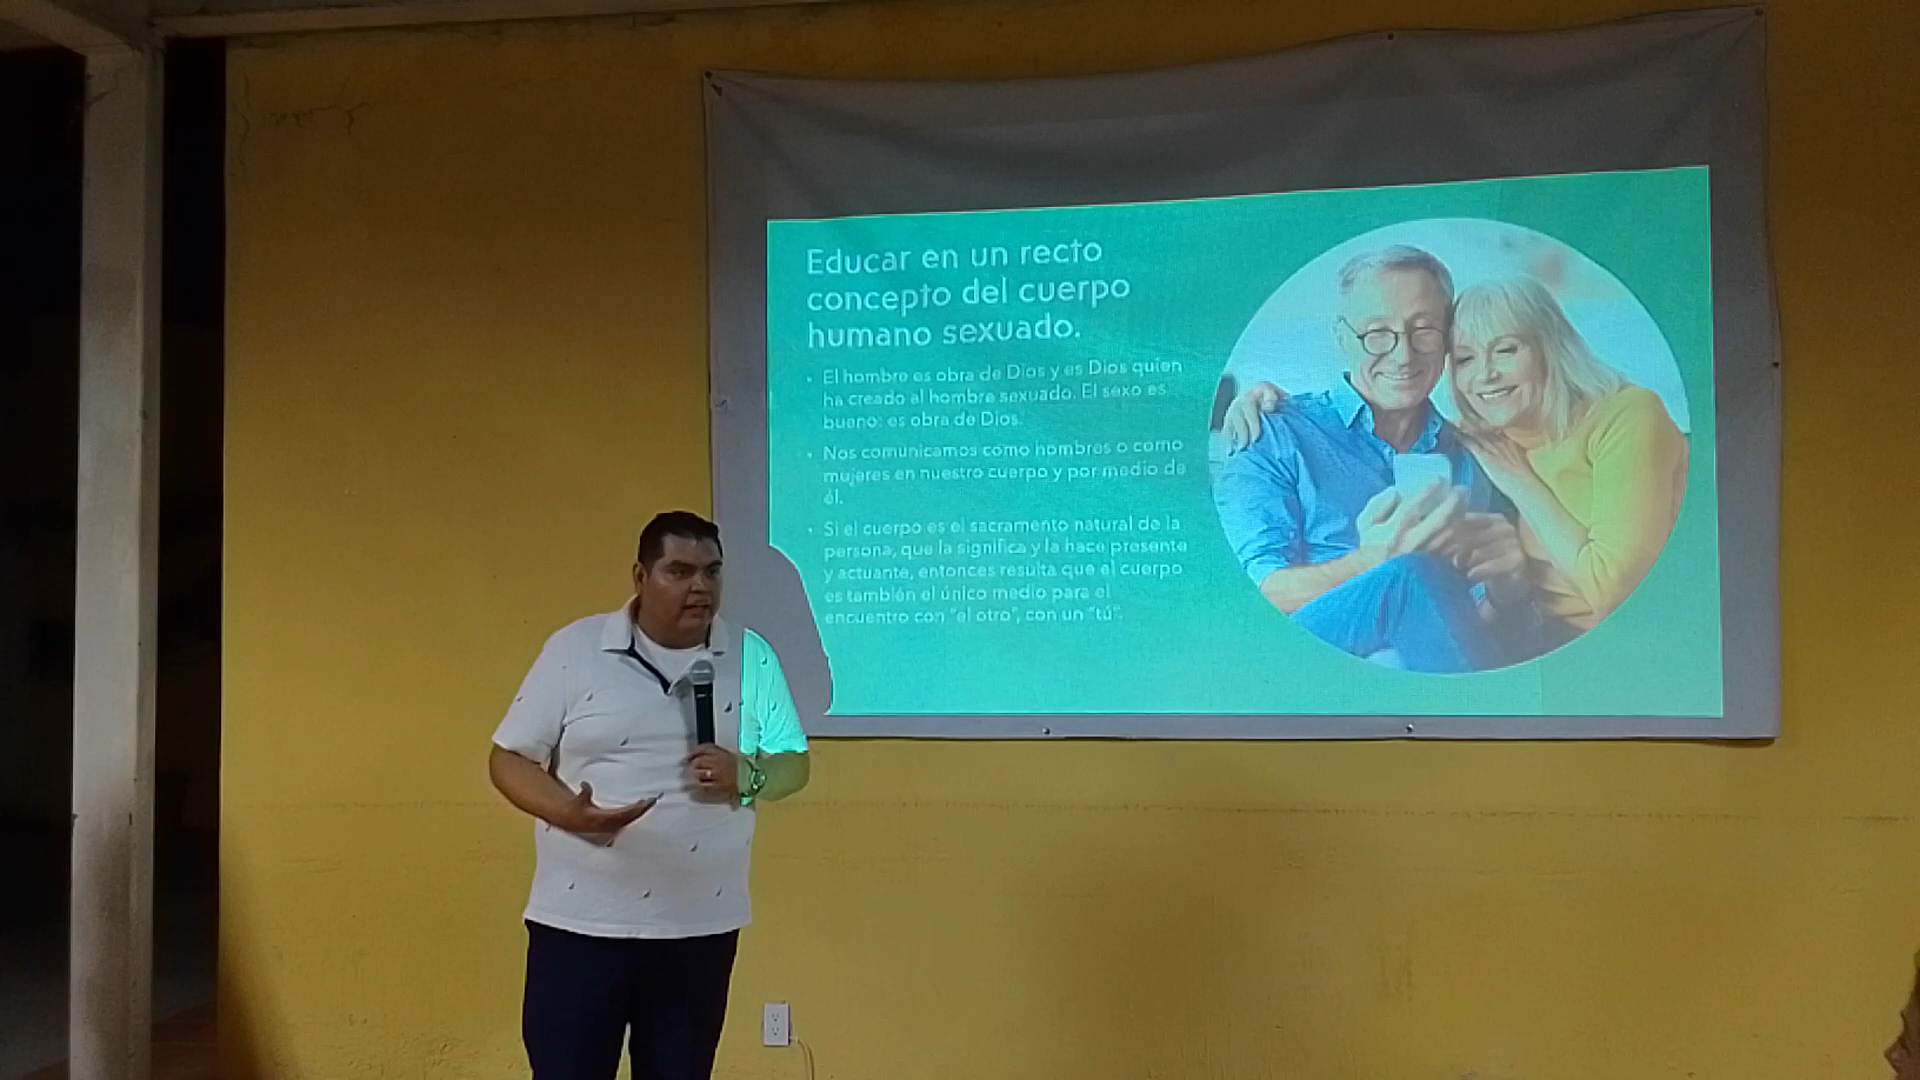 Educar en un recto
concepto del cuerpo
humano sexuado.
• El hombre es obra de Dios y es Dios quien
ha creado al hombre sexuado. El sexo es
bueno: es obra de Dios.
• Nos comunicamos como hombres o como
mujeres en nuestro cuerpo y por medio de
él.
• Si el cuerpo es el sacramento natural de la
persona, que la significa y la hace presente
y actuante, entonces resulta que el cuerpo
es también el único medio para el
encuentro con "el otro", con un "tú".